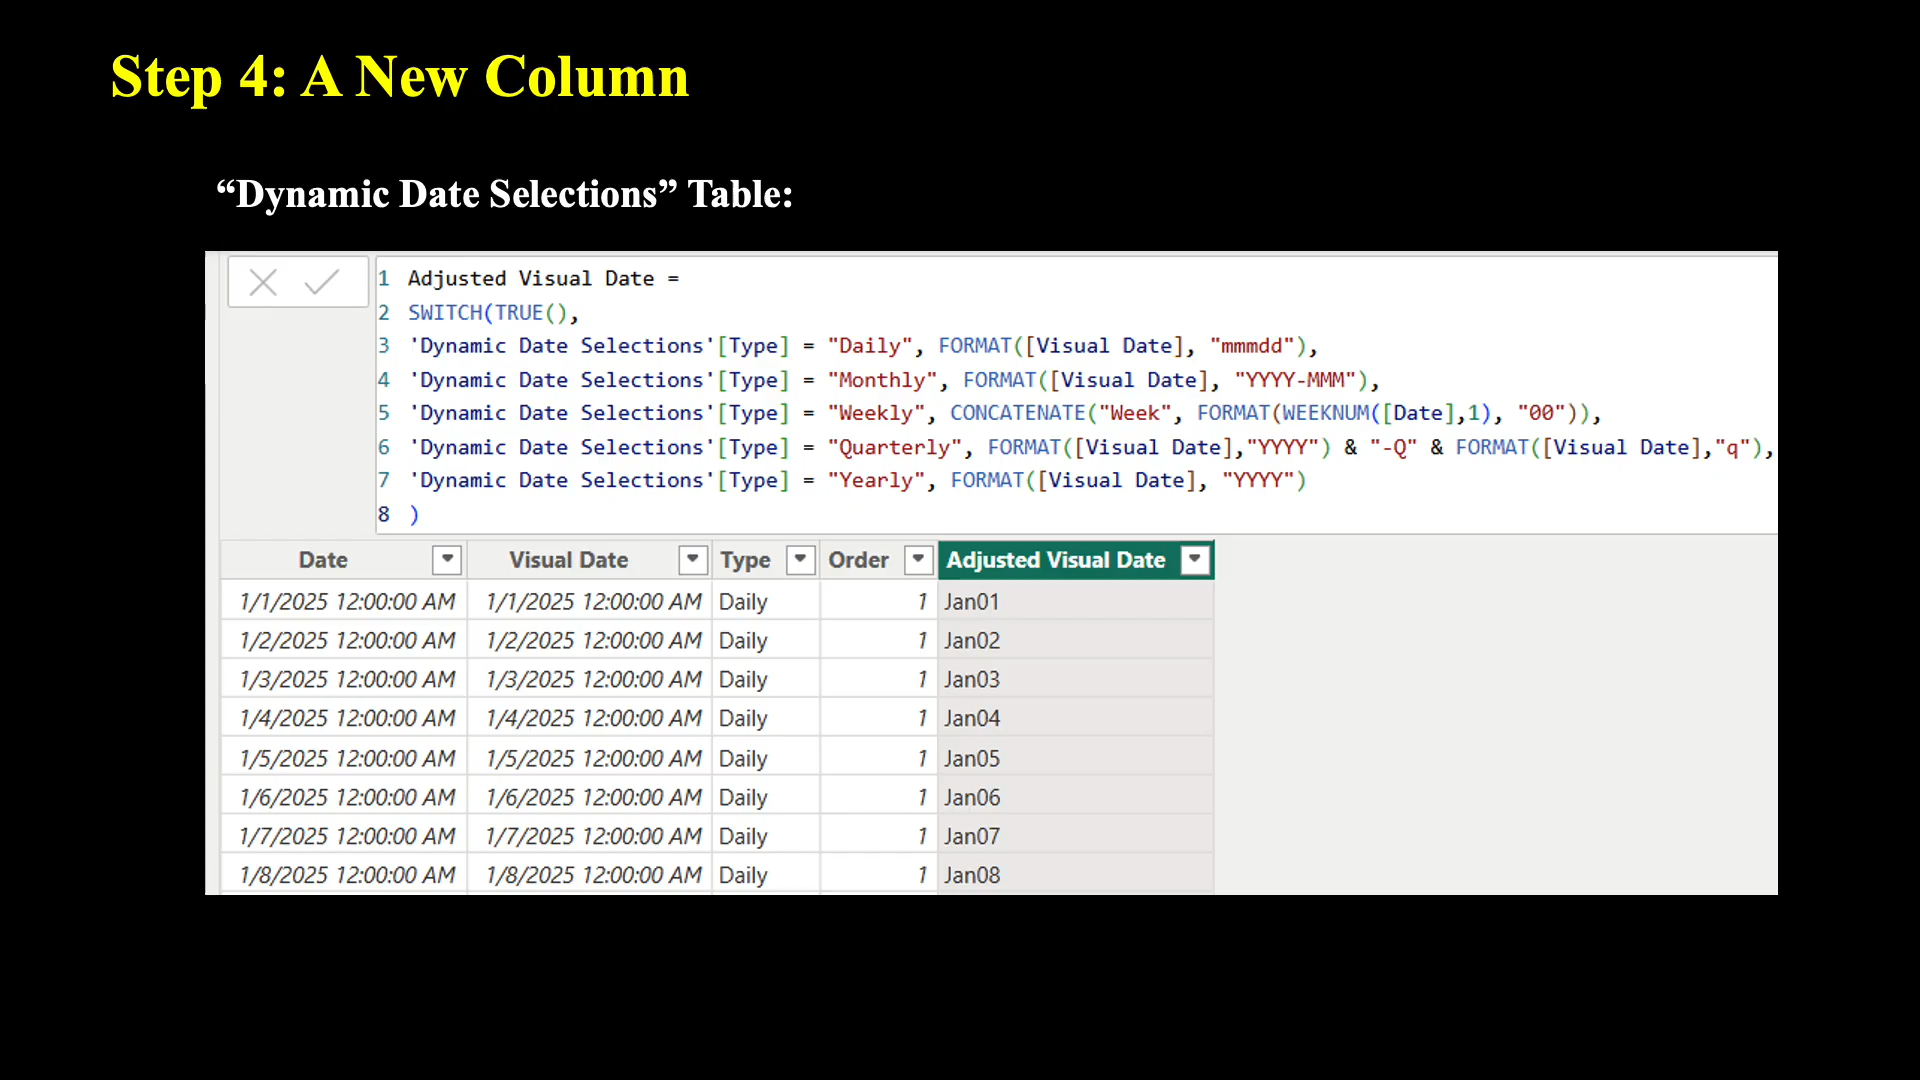 Step 4: A New Column
“Dynamic Date Selections” Table:
1 Adjusted Visual Date =
2 SWITCH(TRUE(),
3 'Dynamic Date Selections'[Type] = "Daily", FORMAT([Visual Date], "mmmdd"),
4 'Dynamic Date Selections'[Type] = "Monthly", FORMAT([Visual Date], "YYYY-MMM"),
5 'Dynamic Date Selections'[Type] = "Weekly", CONCATENATE("Week", FORMAT(WEEKNUM([Date],1), "00")),
6 'Dynamic Date Selections'[Type] = "Quarterly", FORMAT([Visual Date],"YYYY") & "-Q" & FORMAT([Visual Date],"q"),
7 'Dynamic Date Selections'[Type] = "Yearly", FORMAT([Visual Date], "YYYY")
8 )
Date Visual Date Type Order Adjusted Visual Date
1/1/2025 12:00:00 AM 1/1/2025 12:00:00 AM Daily 1 Jan01
1/2/2025 12:00:00 AM 1/2/2025 12:00:00 AM Daily 1 Jan02
1/3/2025 12:00:00 AM 1/3/2025 12:00:00 AM Daily 1 Jan03
1/4/2025 12:00:00 AM 1/4/2025 12:00:00 AM Daily 1 Jan04
1/5/2025 12:00:00 AM 1/5/2025 12:00:00 AM Daily 1 Jan05
1/6/2025 12:00:00 AM 1/6/2025 12:00:00 AM Daily 1 Jan06
1/7/2025 12:00:00 AM 1/7/2025 12:00:00 AM Daily 1 Jan07
1/8/2025 12:00:00 AM 1/8/2025 12:00:00 AM Daily 1 Jan08